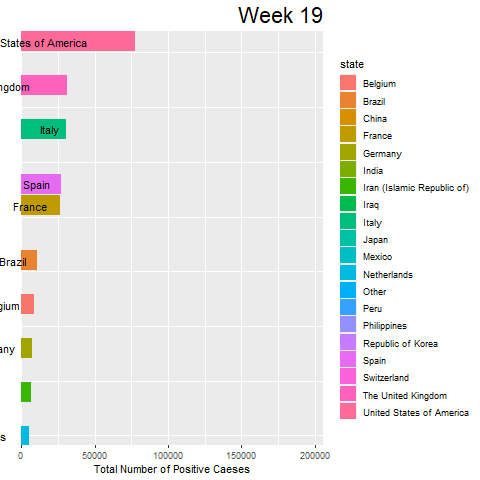 Week 19
States of America
ngdom
Italy
Spain
France
Brazil
gium
any
s
0
50000
100000
150000
200000
Total Number of Positive Caeses
state
Belgium
Brazil
China
France
Germany
India
Iran (Islamic Republic of)
Iraq
Italy
Japan
Mexico
Netherlands
Other
Peru
Philippines
Republic of Korea
Spain
Switzerland
The United Kingdom
United States of America